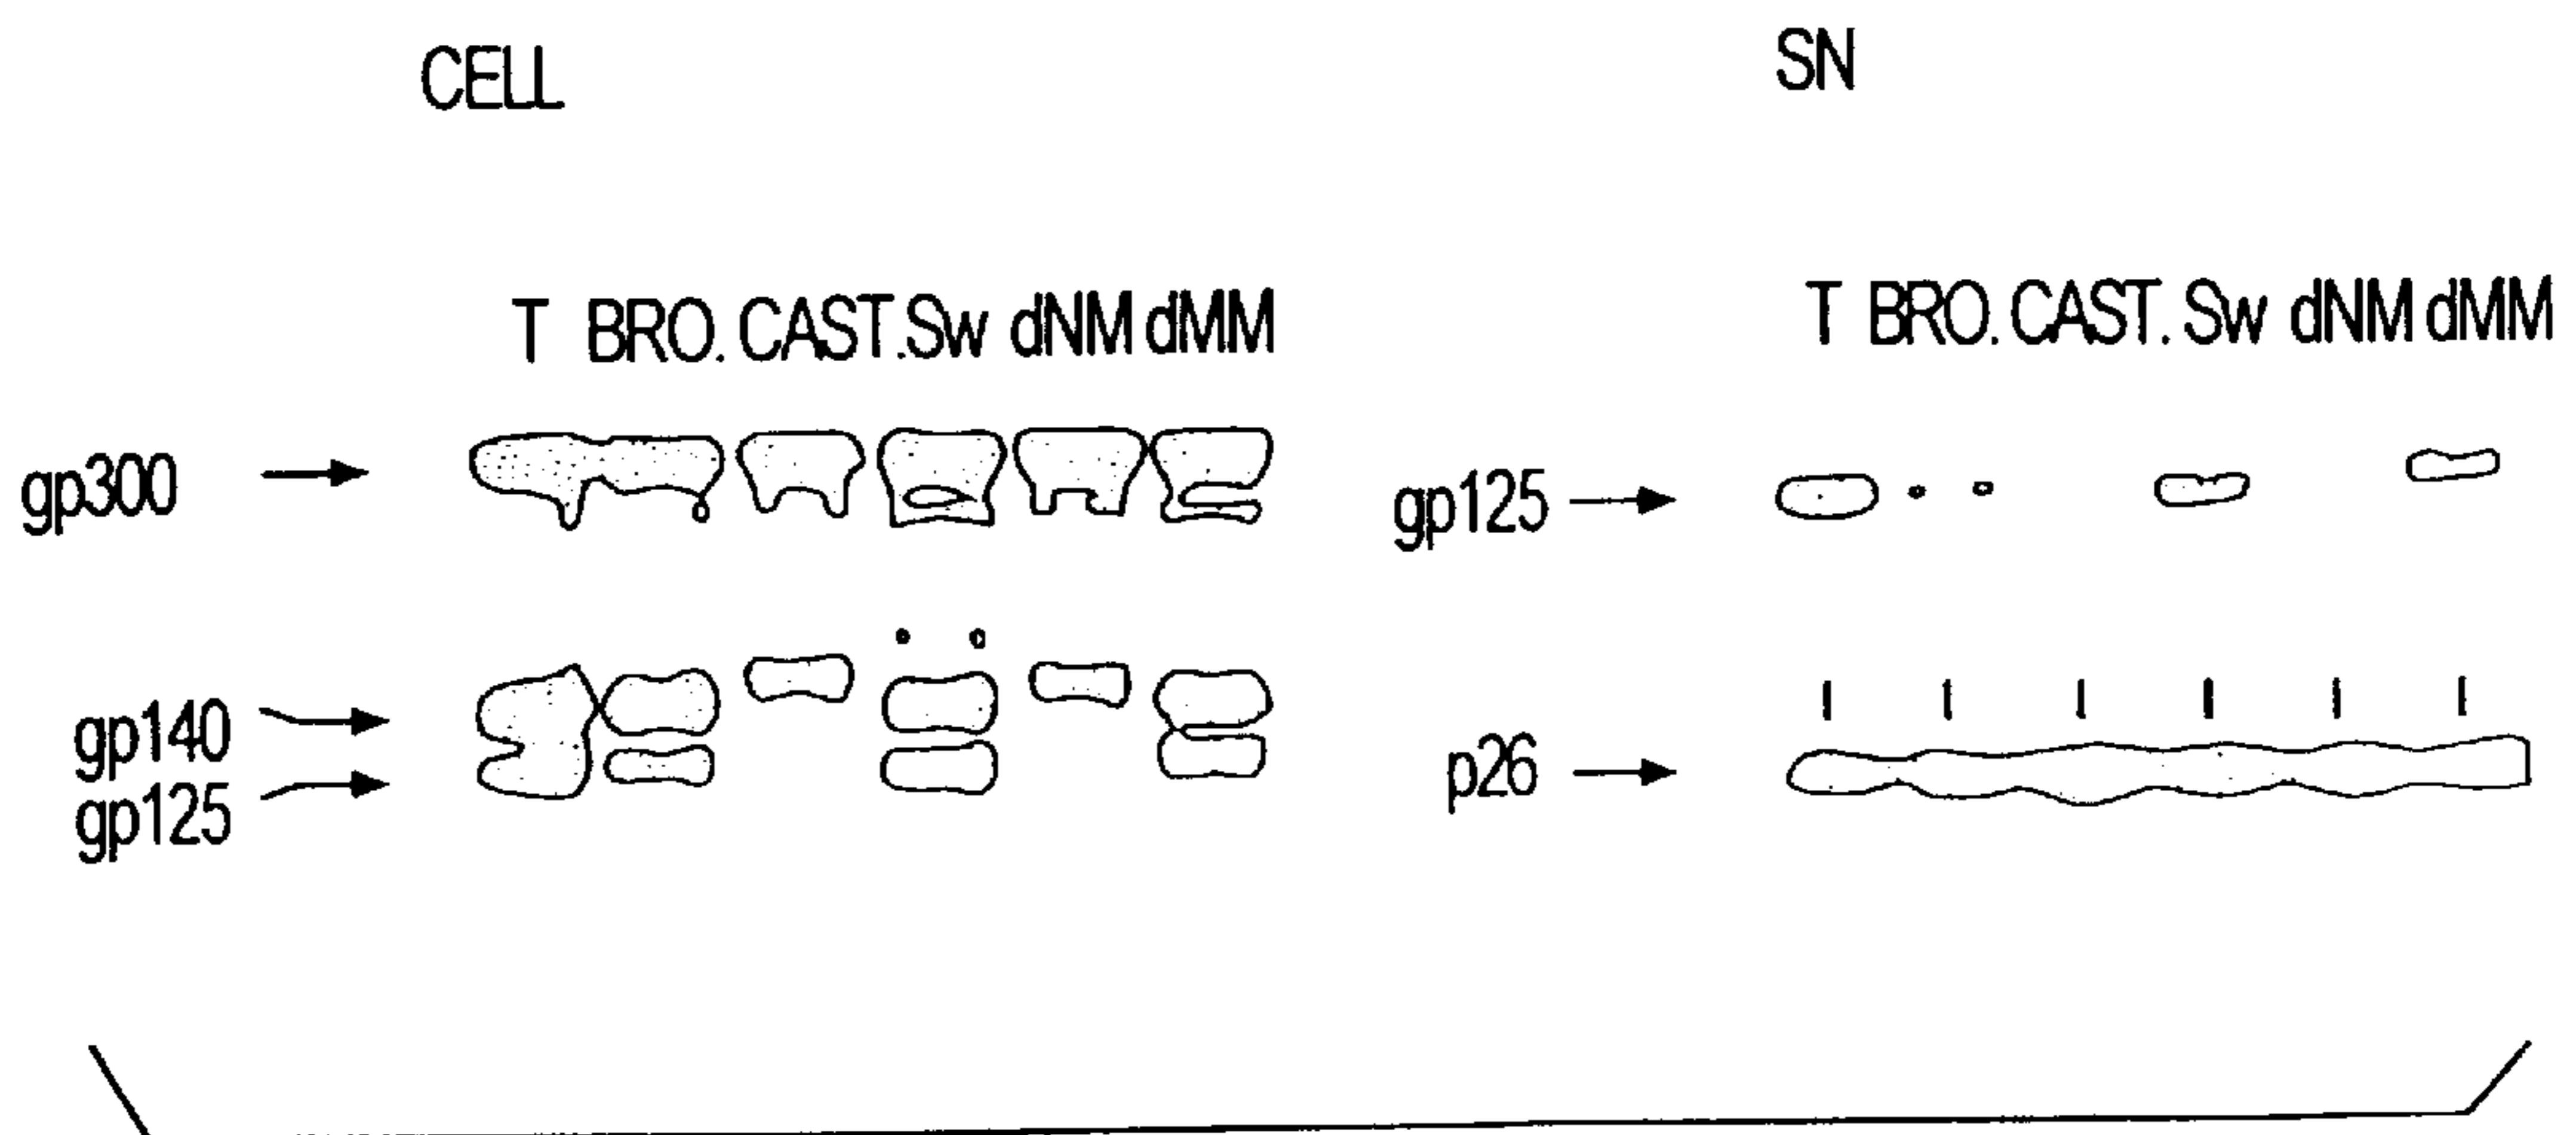 CELL
SN
T BRO. CAST. Sw dNM dMM
T BRO. CAST. Sw dNM dMM
gp300
gp125
gp140
gp125
p26